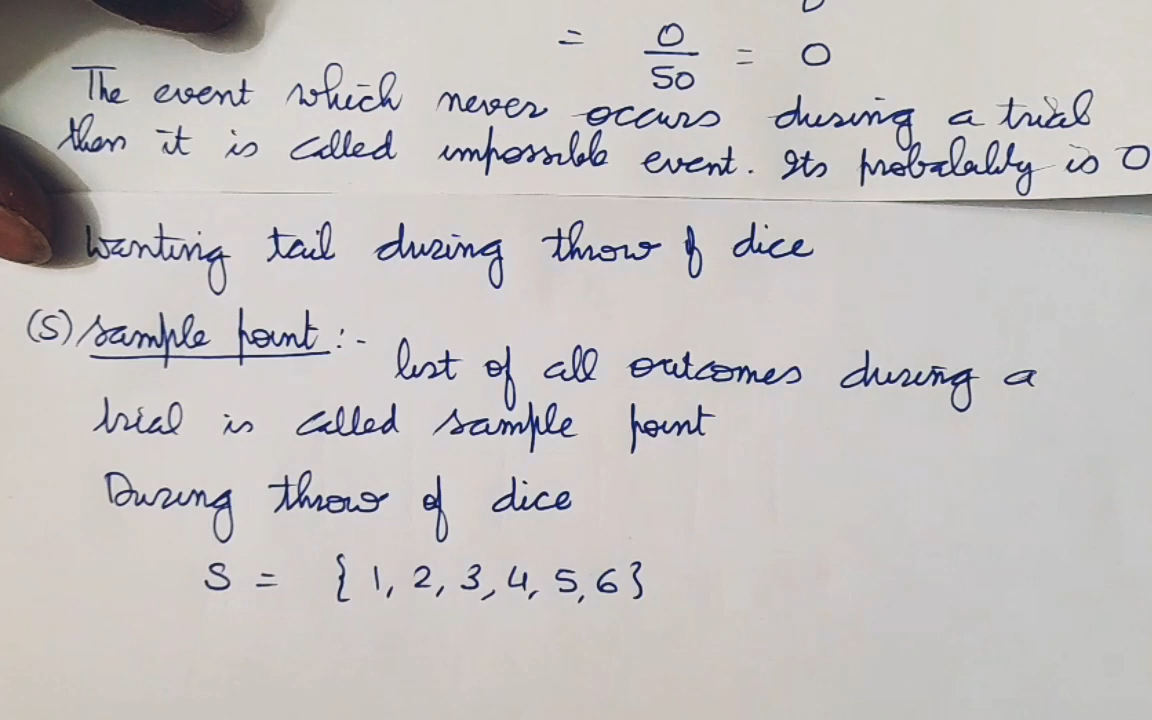 = 0/50 = 0
The event which never occurs during a trial
then it is called impossible event. Its probability is 0
Wanting tail during throw of dice
(5) sample point :-
list of all outcomes during a
trial is called sample point
During throw of dice
S = { 1, 2, 3, 4, 5, 6 }